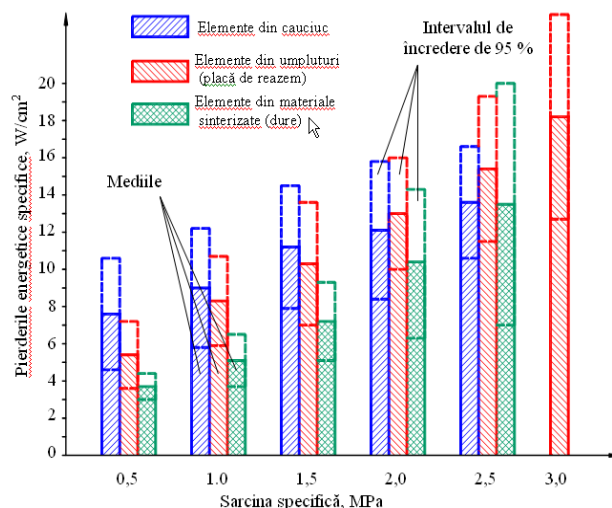 Elemente din cauciuc
Elemente din umpluturi
(placă de reazem)
Elemente din materiale
sinterizate (dure)
Intervalul de
încredere de 95 %
Mediile
Pierderile energetice specifice, W/cm²
20
18
16
14
12
10
8
6
4
2
0
0,5
1.0
1,5
2,0
2,5
3,0
Sarcina specifică, MPa